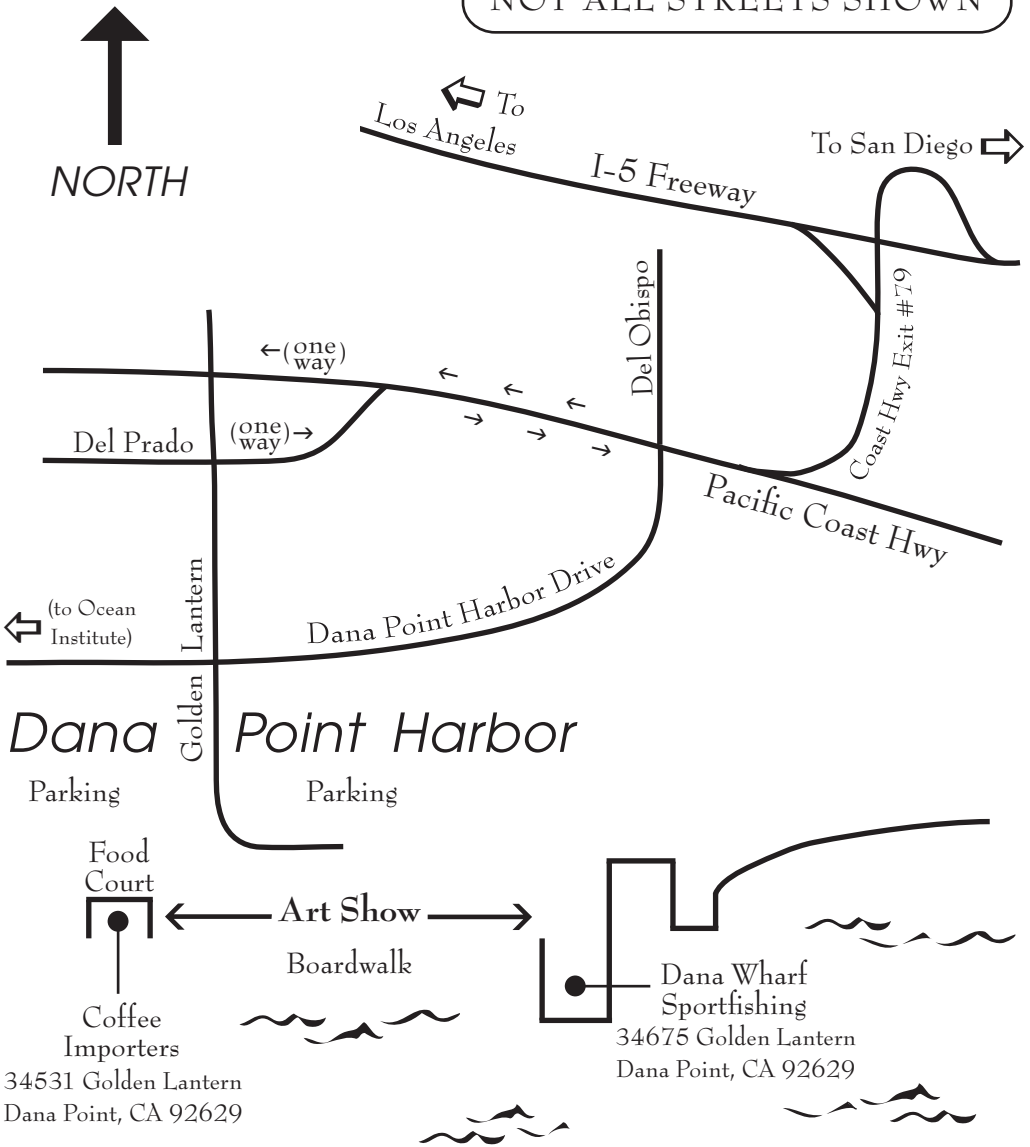 NOT ALL STREETS SHOWN
To
Los Angeles
To San Diego
I-5 Freeway
NORTH
Del Obispo
Coast Hwy Exit #79
(one
way)
(one
way)
Del Prado
Pacific Coast Hwy
(to Ocean
Institute)
Golden Lantern
Dana Point Harbor Drive
Dana Point Harbor
Parking
Parking
Food
Court
Art Show
Boardwalk
Coffee
Importers
34531 Golden Lantern
Dana Point, CA 92629
Dana Wharf
Sportfishing
34675 Golden Lantern
Dana Point, CA 92629